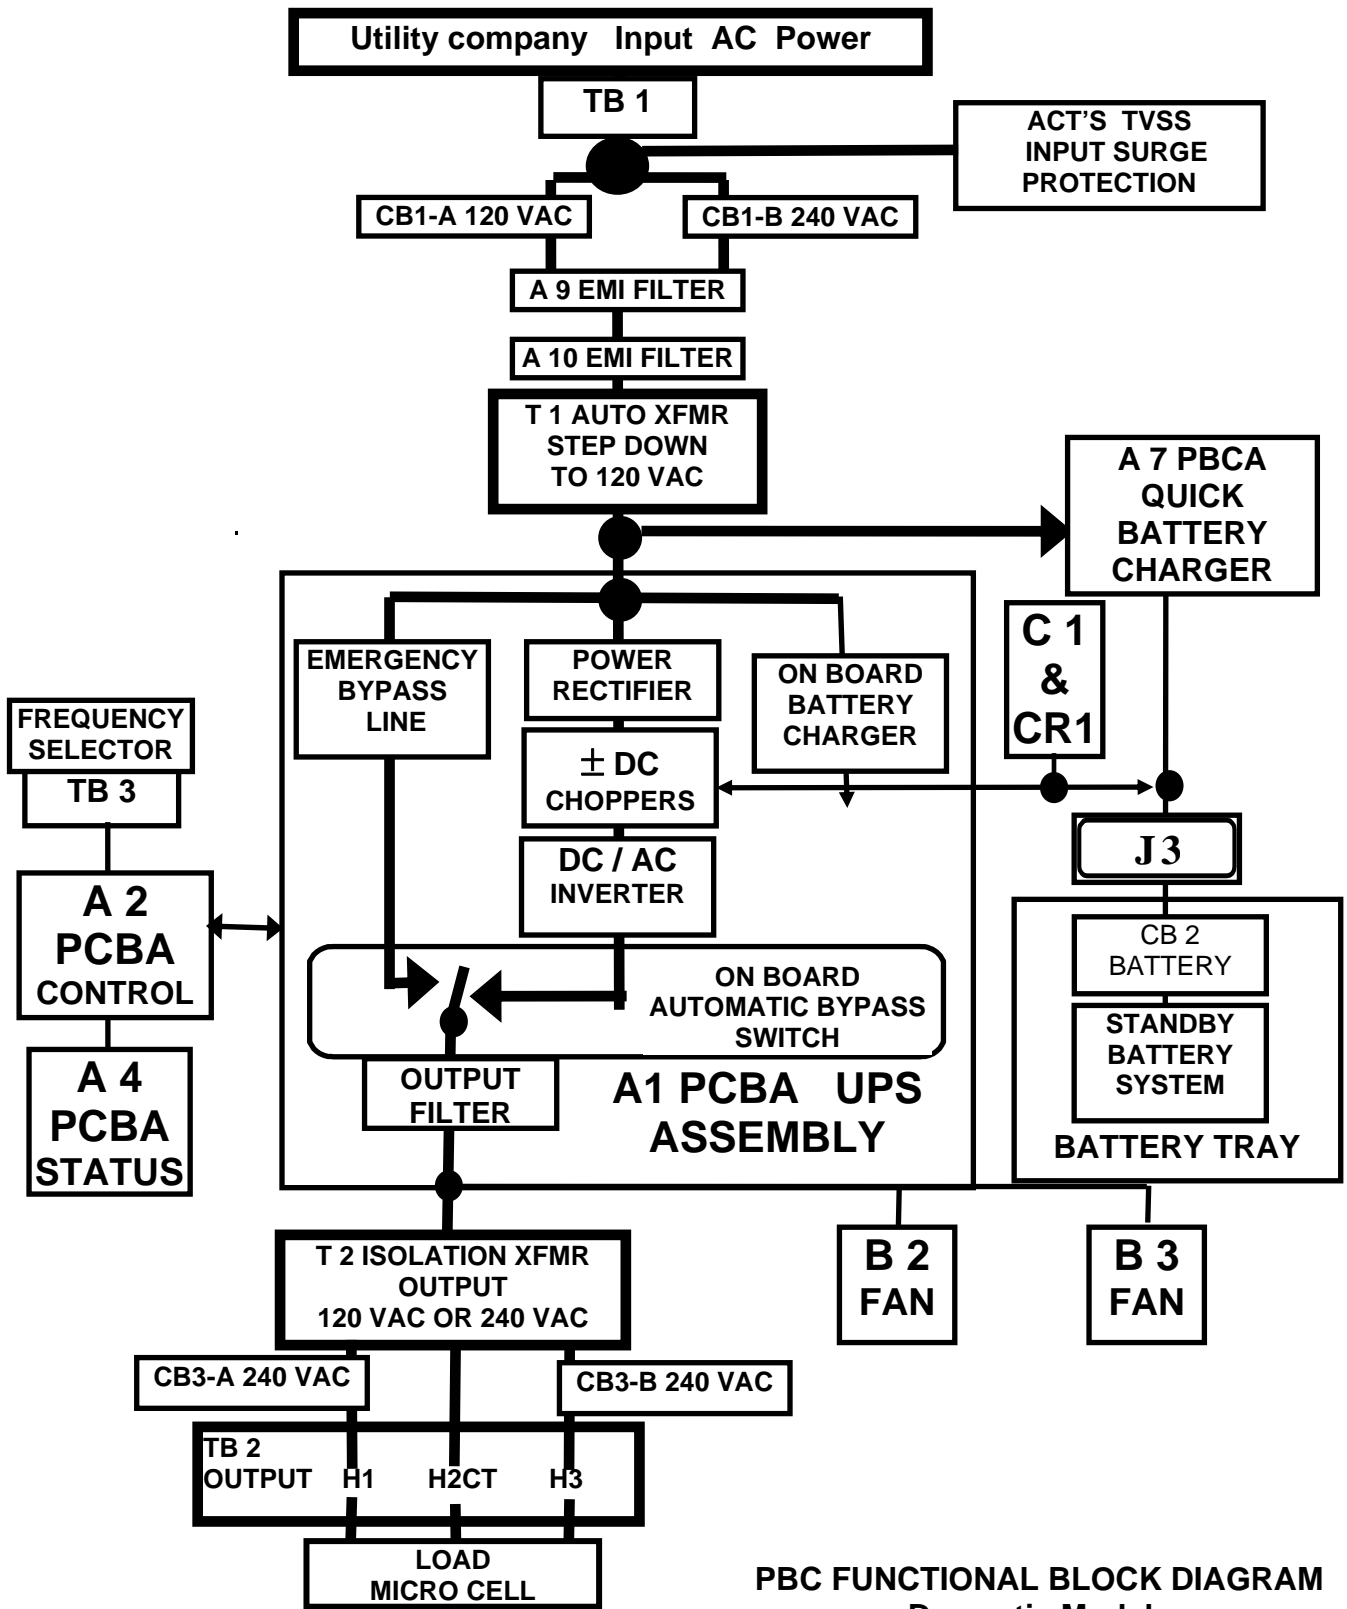 Utility company Input AC Power
TB 1
ACT'S TVSS
INPUT SURGE
PROTECTION
CB1-A 120 VAC
CB1-B 240 VAC
A 9 EMI FILTER
A 10 EMI FILTER
T 1 AUTO XFMR
STEP DOWN
TO 120 VAC
A 7 PBCA
QUICK
BATTERY
CHARGER
EMERGENCY
BYPASS
LINE
POWER
RECTIFIER
ON BOARD
BATTERY
CHARGER
C 1
&
CR1
FREQUENCY
SELECTOR
TB 3
± DC
CHOPPERS
J3
DC / AC
INVERTER
A 2
PCBA
CONTROL
CB 2
BATTERY
ON BOARD
AUTOMATIC BYPASS
SWITCH
STANDBY
BATTERY
SYSTEM
BATTERY TRAY
A 4
PCBA
STATUS
OUTPUT
FILTER
A1 PCBA UPS
ASSEMBLY
T 2 ISOLATION XFMR
OUTPUT
120 VAC OR 240 VAC
B 2
FAN
B 3
FAN
CB3-A 240 VAC
CB3-B 240 VAC
TB 2
OUTPUT H1 H2CT H3
LOAD
MICRO CELL
PBC FUNCTIONAL BLOCK DIAGRAM